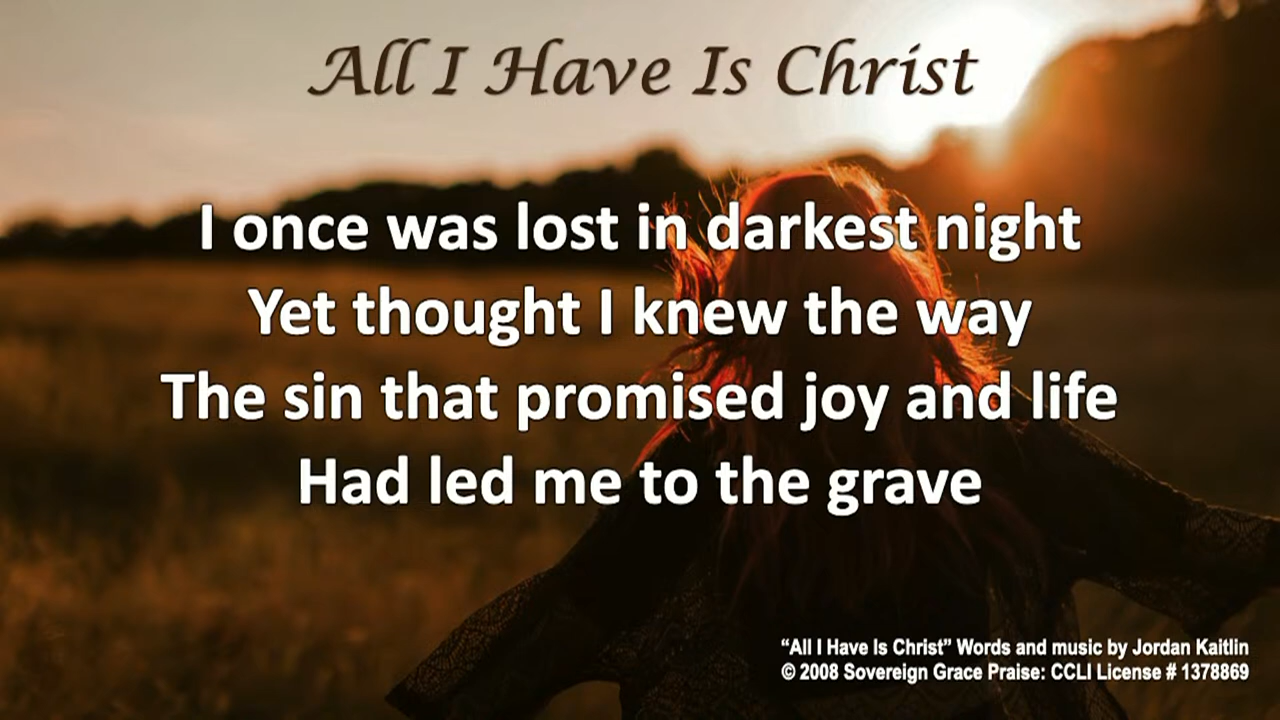 All I Have Is Christ
I once was lost in darkest night
Yet thought I knew the way
The sin that promised joy and life
Had led me to the grave
“All I Have Is Christ” Words and music by Jordan Kaitlin
© 2008 Sovereign Grace Praise: CCLI License # 1378869